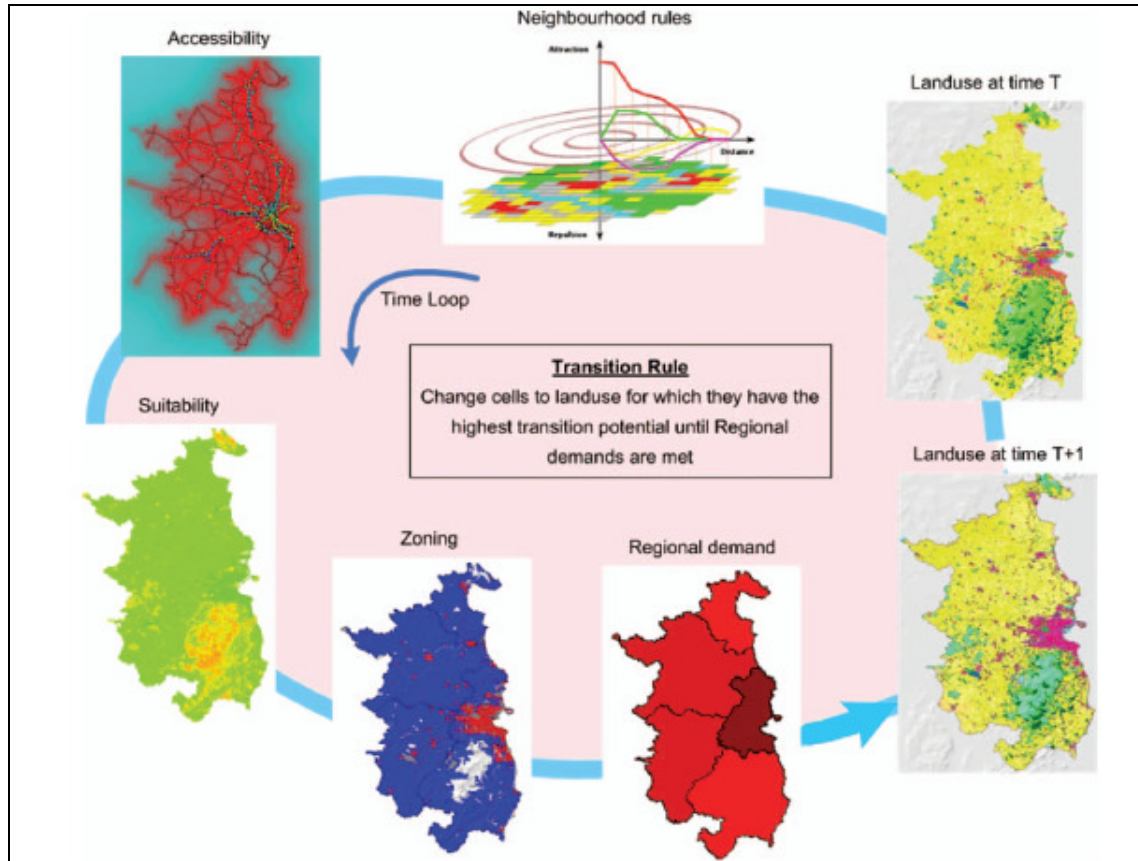 Neighbourhood rules
Accessibility
Attraction
Landuse at time T
Distance
Repulsion
Time Loop
Transition Rule
Change cells to landuse for which they have the
highest transition potential until Regional
demands are met
Suitability
Landuse at time T+1
Zoning
Regional demand